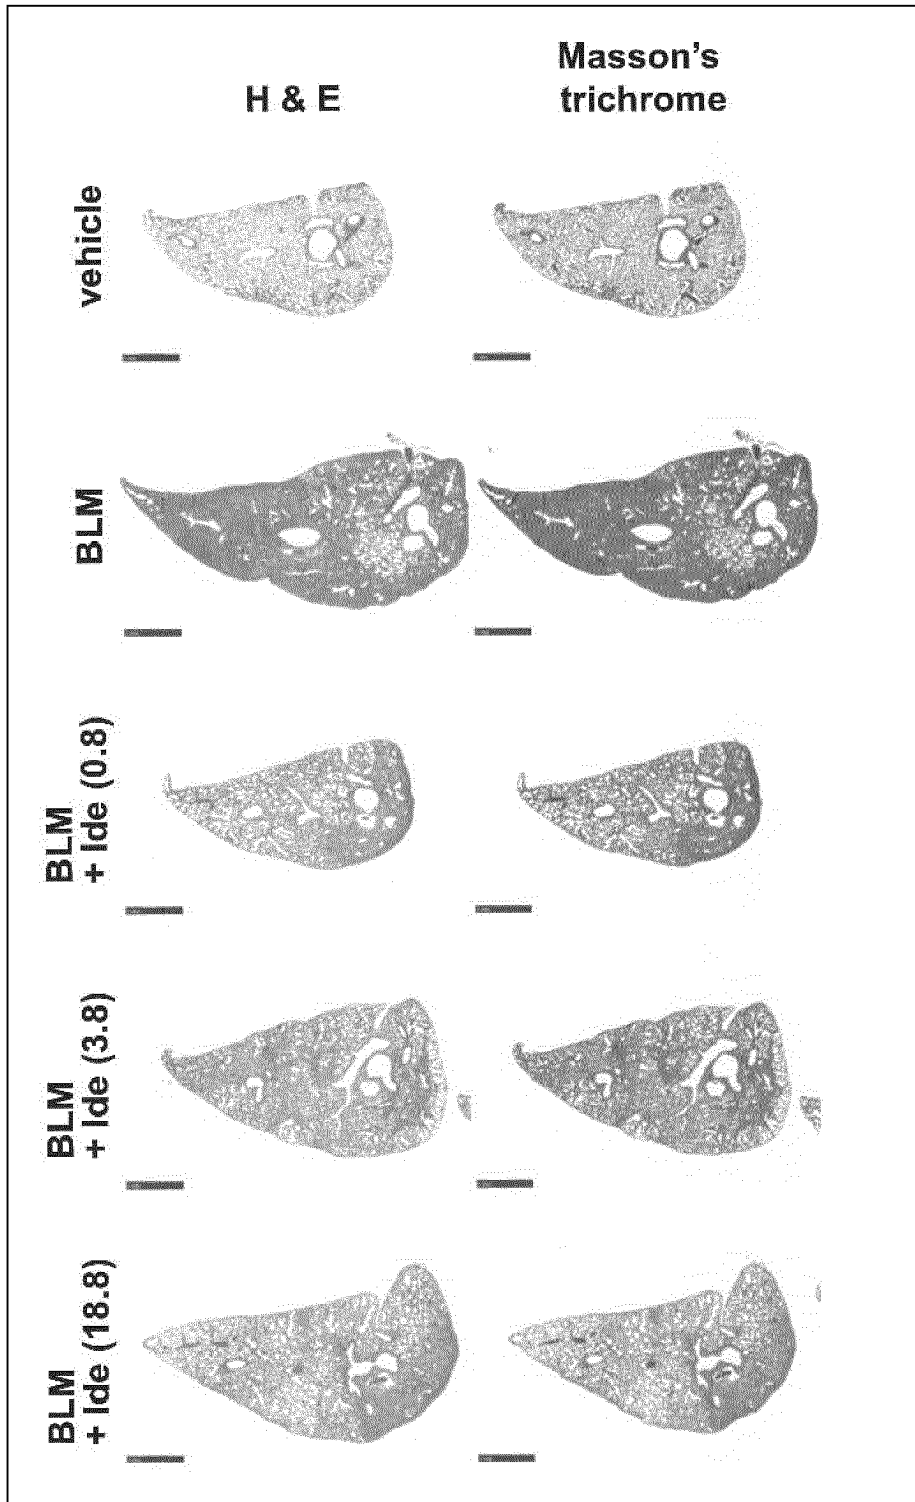 H & E
Masson's
trichrome
vehicle
BLM
BLM
+ Ide (0.8)
BLM
+ Ide (3.8)
BLM
+ Ide (18.8)